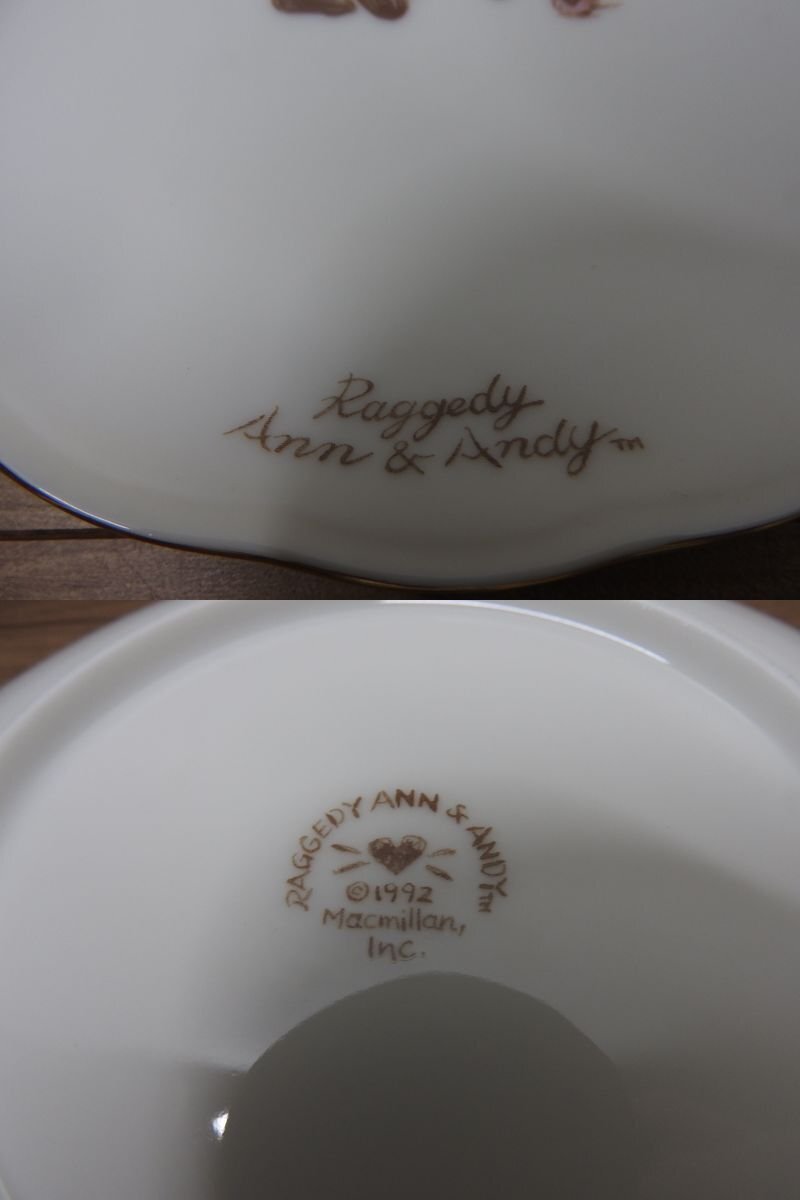 Raggedy
Ann & Andy™
RAGGEDY ANN & ANDY™
©1992
Macmillan,
Inc.